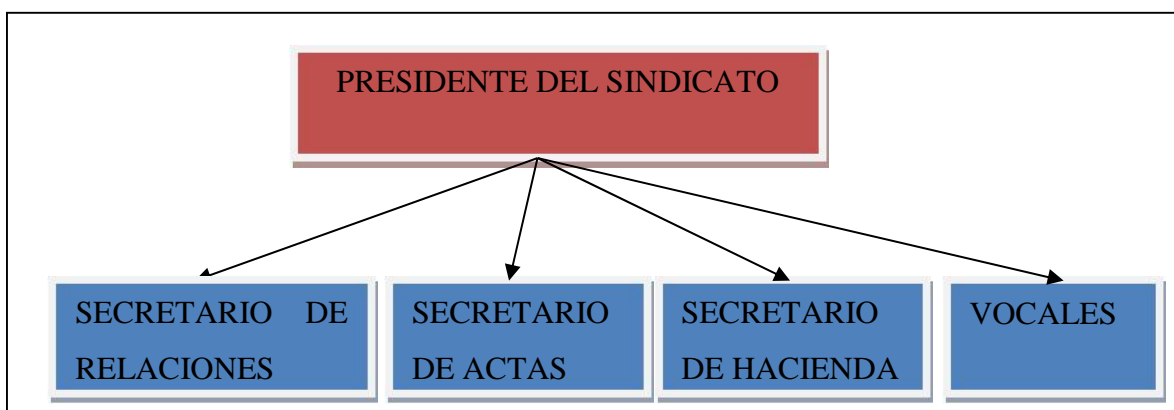 PRESIDENTE DEL SINDICATO
SECRETARIO DE
RELACIONES
SECRETARIO
DE ACTAS
SECRETARIO
DE HACIENDA
VOCALES